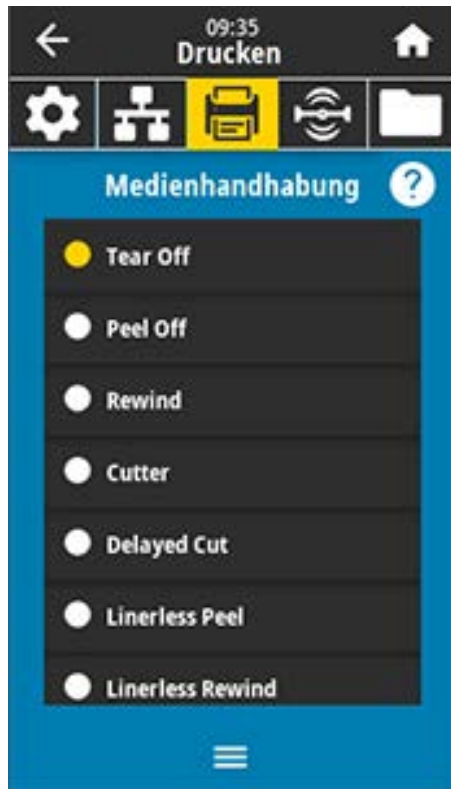 09:35
Drucken
Medienhandhabung
?
Tear Off
Peel Off
Rewind
Cutter
Delayed Cut
Linerless Peel
Linerless Rewind